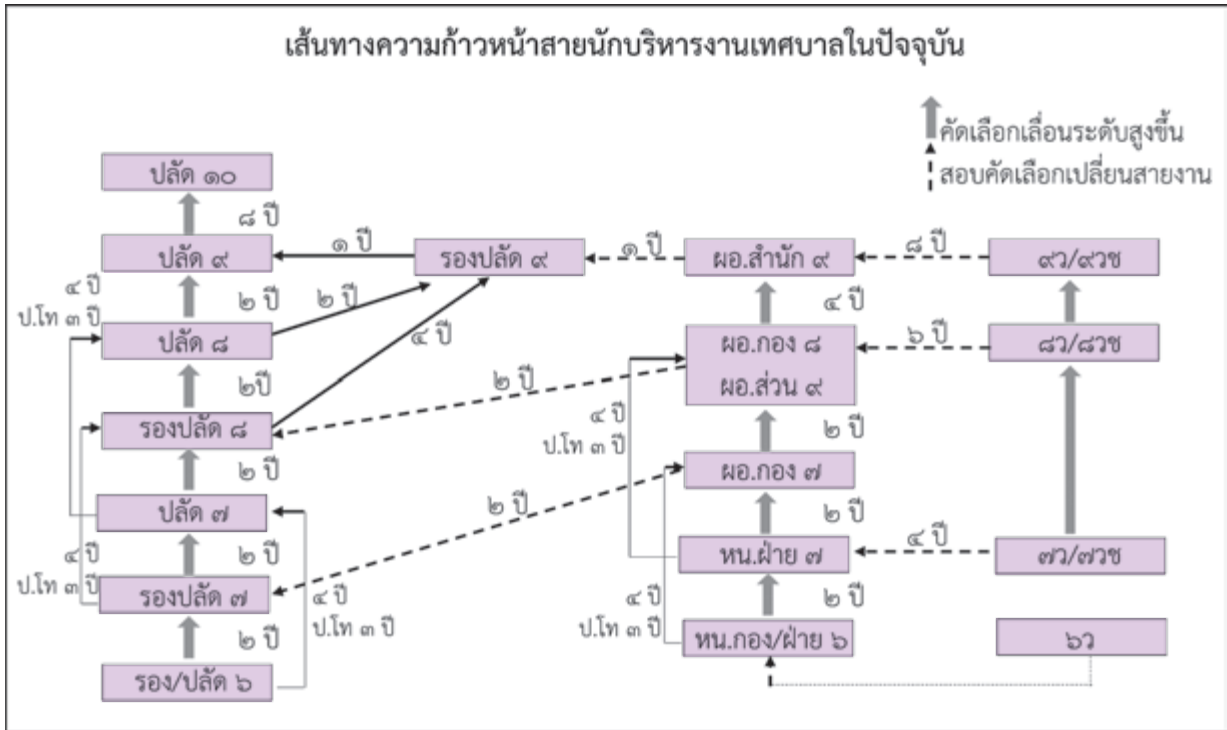 เส้นทางความก้าวหน้าสายนักบริหารงานเทศบาลในปัจจุบัน
คัดเลือกเลื่อนระดับสูงขึ้น
สอบคัดเลือกเปลี่ยนสายงาน
ปลัด ๑๐
๘ ปี
ปลัด ๙
๑ ปี
รองปลัด ๙
๑ ปี
ผอ.สำนัก ๙
๘ ปี
๙ว/๙วช
๔ ปี
ป.โท ๓ ปี
๒ ปี
๒ ปี
๔ ปี
๔ ปี
ปลัด ๘
ผอ.กอง ๘
ผอ.ส่วน ๙
๖ ปี
๘ว/๘วช
๒ปี
๒ ปี
รองปลัด ๘
๔ ปี
ป.โท ๓ ปี
๒ ปี
๒ ปี
ผอ.กอง ๗
ปลัด ๗
๒ ปี
๒ ปี
๔ ปี
ป.โท ๓ ปี
๒ ปี
หน.ฝ่าย ๗
๔ ปี
๗ว/๗วช
รองปลัด ๗
๔ ปี
ป.โท ๓ ปี
๒ ปี
๔ ปี
ป.โท ๓ ปี
๒ ปี
หน.กอง/ฝ่าย ๖
๖ว
รอง/ปลัด ๖